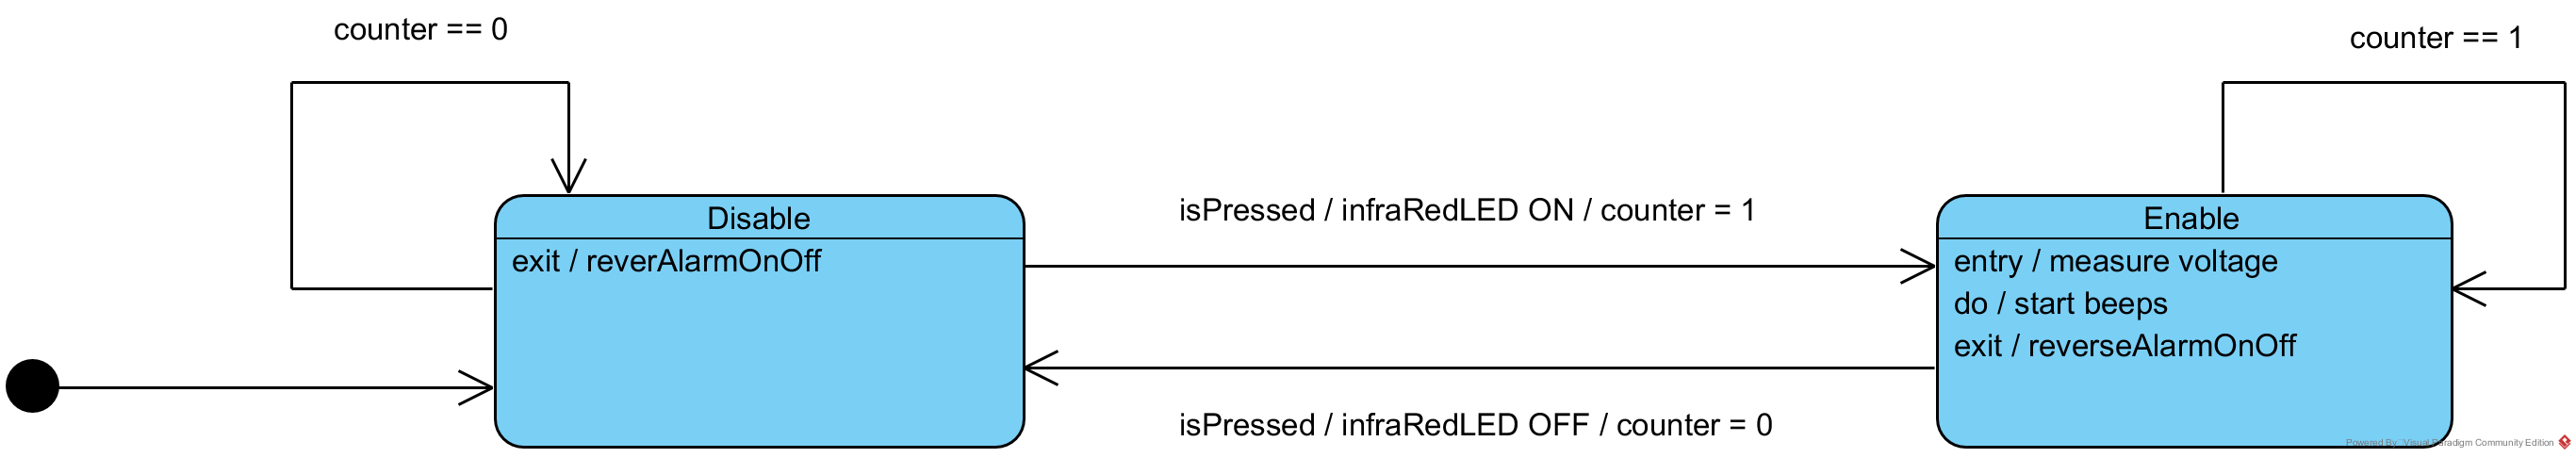 counter == 0
counter == 1
isPressed / infraRedLED ON / counter = 1
Disable
exit / reverAlarmOnOff
Enable
entry / measure voltage
do / start beeps
exit / reverseAlarmOnOff
isPressed / infraRedLED OFF / counter = 0
Powered By Visual Paradigm Community Edition